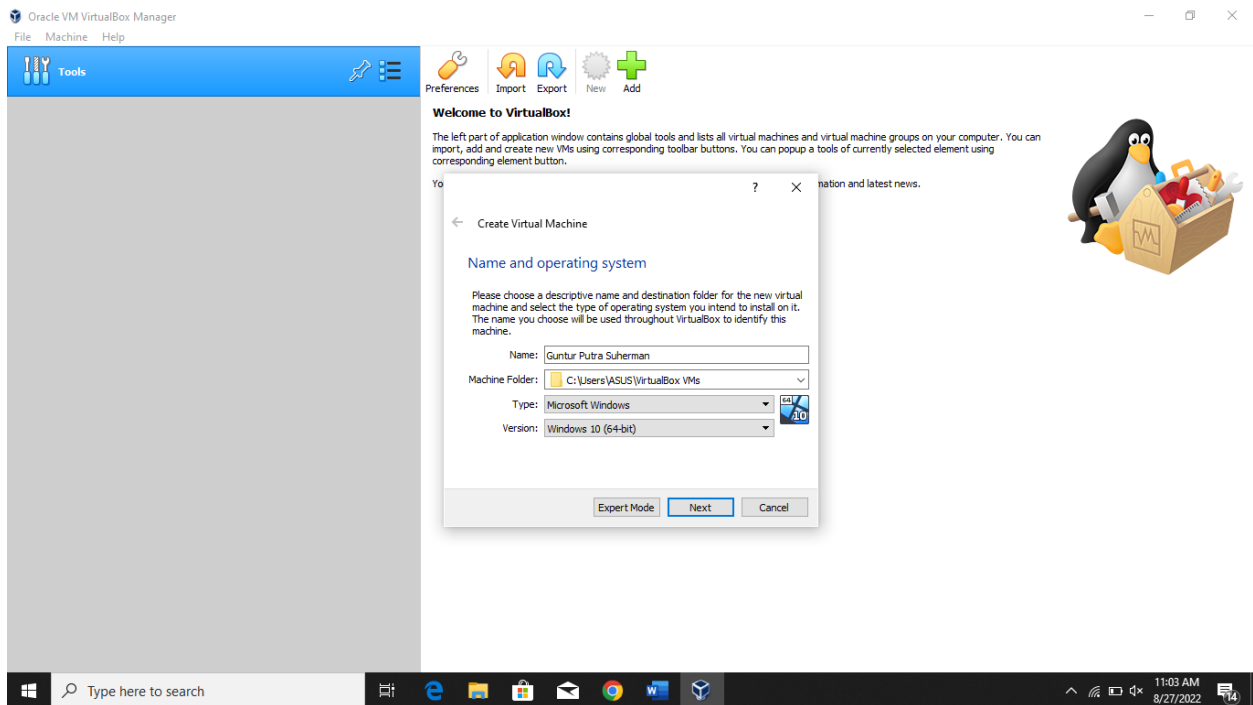 Oracle VM VirtualBox Manager
File Machine Help
Tools
Preferences Import Export New Add
Welcome to VirtualBox!
The left part of application window contains global tools and lists all virtual machines and virtual machine groups on your computer. You can
import, add and create new VMs using corresponding toolbar buttons. You can popup a tools of currently selected element using
corresponding element button.
Yo
mation and latest news.
?
Create Virtual Machine
Name and operating system
Please choose a descriptive name and destination folder for the new virtual
machine and select the type of operating system you intend to install on it.
The name you choose will be used throughout VirtualBox to identify this
machine.
Name: Guntur Putra Suherman
Machine Folder: C:\Users\ASUS\VirtualBox VMs
Type: Microsoft Windows
64
10
Version: Windows 10 (64-bit)
Expert Mode Next Cancel
Type here to search
11:03 AM
8/27/2022
14